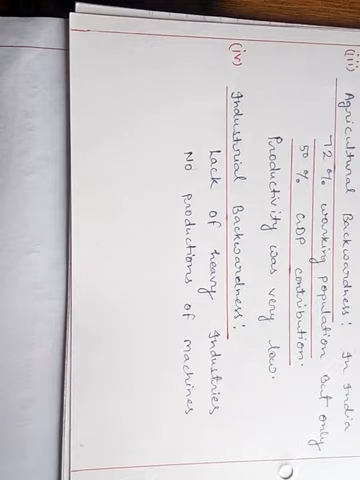 (iii) Agricultural Backwardness: In India
72% working population But only
50% GDP contribution.
Productivity was very low.
(iv) Industrial Backwardness:
Lack of heavy Industries
No productions of machines